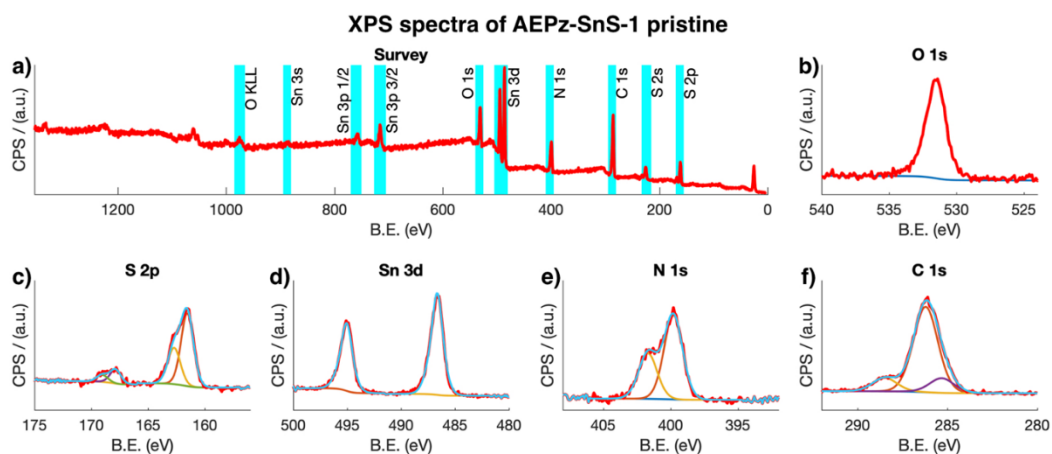 XPS spectra of AEPz-SnS-1 pristine
a)
Survey
O KLL
Sn 3s
Sn 3p 1/2
Sn 3p 3/2
O 1s
Sn 3d
N 1s
C 1s
S 2s
S 2p
CPS / (a.u.)
1200 1000 800 600 400 200 0
B.E. (eV)
b)
O 1s
CPS / (a.u.)
540 535 530 525
B.E. (eV)
c)
S 2p
CPS / (a.u.)
175 170 165 160
B.E. (eV)
d)
Sn 3d
CPS / (a.u.)
500 495 490 485 480
B.E. (eV)
e)
N 1s
CPS / (a.u.)
405 400 395
B.E. (eV)
f)
C 1s
CPS / (a.u.)
290 285 280
B.E. (eV)